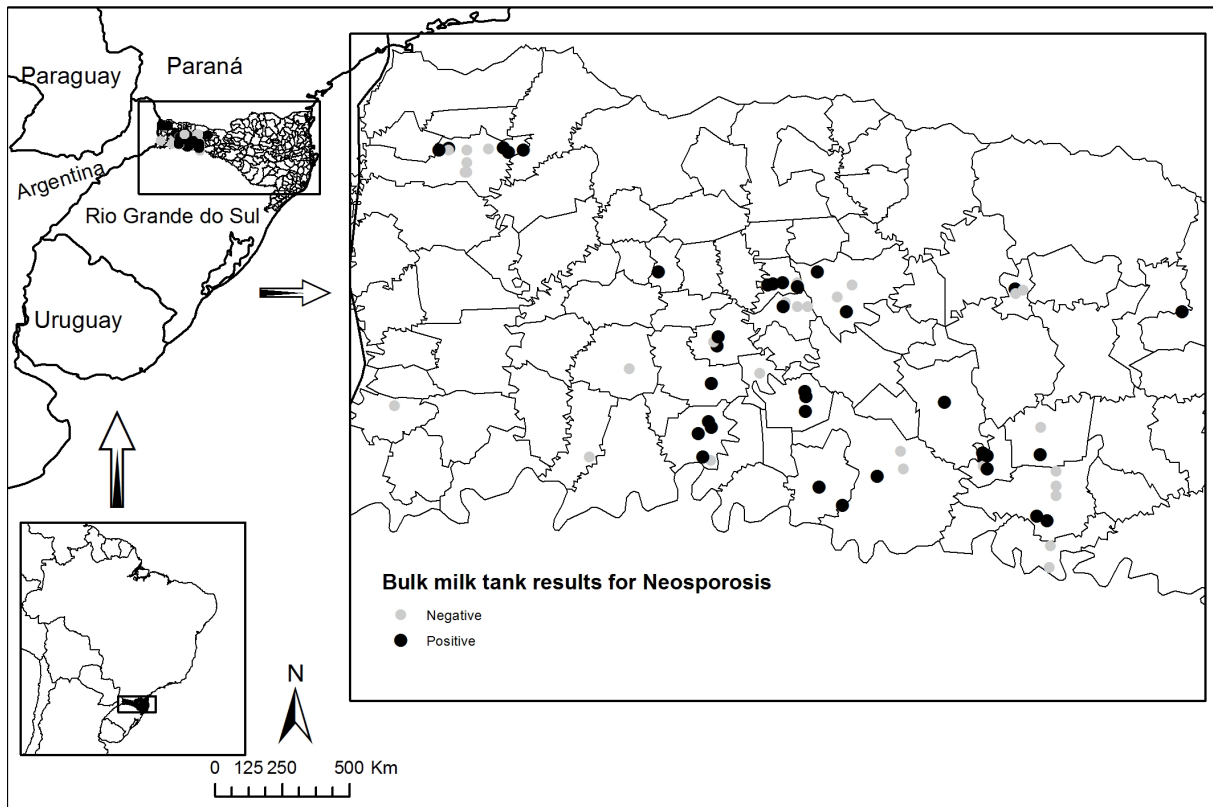 Paraguay
Paraná
Argentina
Rio Grande do Sul
Uruguay
Bulk milk tank results for Neosporosis
Negative
Positive
N
0 125 250 500 Km